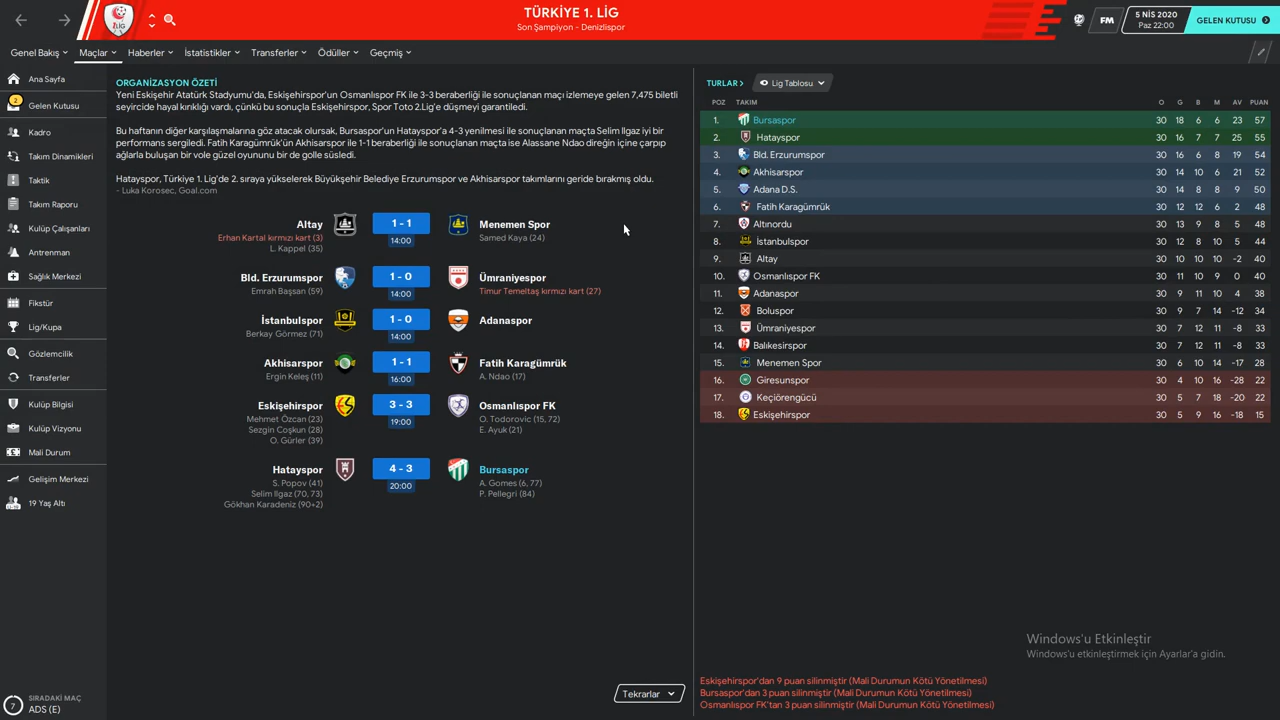 TÜRKİYE 1. LİG
Son Şampiyon - Denizlispor
5 NİS 2020
Paz 22:00
FM
GELEN KUTUSU
Genel Bakış
Maçlar
Haberler
İstatistikler
Transferler
Ödüller
Geçmiş
Ana Sayfa
2
Gelen Kutusu
Kadro
Takım Dinamikleri
Taktik
Takım Raporu
Kulüp Çalışanları
Antrenman
Sağlık Merkezi
Fikstür
Lig/Kupa
Gözlemcilik
Transferler
Kulüp Bilgisi
Kulüp Vizyonu
Mali Durum
Gelişim Merkezi
19 Yaş Altı
7
SIRADAKİ MAÇ
ADS (E)
ORGANİZASYON ÖZETİ
Yeni Eskişehir Atatürk Stadyumu'da, Eskişehirspor'un Osmanlıspor FK ile 3-3 beraberliği ile sonuçlanan maçı izlemeye gelen 7,475 biletli
seyircide hayal kırıklığı vardı, çünkü bu sonuçla Eskişehirspor, Spor Toto 2.Lig'e düşmeyi garantiledi.
Bu haftanın diğer karşılaşmalarına göz atacak olursak, Bursaspor'un Hatayspor'a 4-3 yenilmesi ile sonuçlanan maçta Selim Ilgaz iyi bir
performans sergiledi. Fatih Karagümrük'ün Akhisarspor ile 1-1 beraberliği ile sonuçlanan maçta ise Alassane Ndao direğin içine çarpıp
ağlarla buluşan bir vole güzel oyununu bir de golle süsledi.
Hatayspor, Türkiye 1. Lig'de 2. sıraya yükselerek Büyükşehir Belediye Erzurumspor ve Akhisarspor takımlarını geride bırakmış oldu.
- Luka Korosec, Goal.com
Altay 1 - 1 Menemen Spor
Erhan Kartal kırmızı kart (3) 14:00 Samed Kaya (24)
L. Kappel (35)
Bld. Erzurumspor 1 - 0 Ümraniyespor
Emrah Başsan (59) 14:00 Timur Temeltaş kırmızı kart (27)
İstanbulspor 1 - 0 Adanaspor
Berkay Görmez (71) 14:00
Akhisarspor 1 - 1 Fatih Karagümrük
Ergin Keleş (11) 16:00 A. Ndao (17)
Eskişehirspor 3 - 3 Osmanlıspor FK
Mehmet Özcan (23) 19:00 O. Todorovic (15, 72)
Sezgin Coşkun (28) E. Ayuk (21)
O. Gürler (39)
Hatayspor 4 - 3 Bursaspor
S. Popov (41) 20:00 A. Gomes (6, 77)
Selim Ilgaz (70, 73) P. Pellegri (84)
Gökhan Karadeniz (90+2)
Tekrarlar
TURLAR > Lig Tablosu
POZ TAKIM O G B M AV PUAN
1. Bursaspor 30 18 6 6 23 57
2. Hatayspor 30 16 7 7 25 55
3. Bld. Erzurumspor 30 16 6 8 19 54
4. Akhisarspor 30 14 10 6 21 52
5. Adana D.S. 30 14 8 8 9 50
6. Fatih Karagümrük 30 12 12 6 2 48
7. Altınordu 30 13 9 8 5 48
8. İstanbulspor 30 12 8 10 5 44
9. Altay 30 10 10 10 -2 40
10. Osmanlıspor FK 30 11 10 9 0 40
11. Adanaspor 30 9 11 10 4 38
12. Boluspor 30 9 7 14 -12 34
13. Ümraniyespor 30 7 12 11 -8 33
14. Balıkesirspor 30 7 12 11 -8 33
15. Menemen Spor 30 6 10 14 -17 28
16. Giresunspor 30 4 10 16 -28 22
17. Keçiörengücü 30 5 7 18 -20 22
18. Eskişehirspor 30 5 9 16 -18 15
Windows'u Etkinleştir
Windows'u etkinleştirmek için Ayarlar'a gidin.
Eskişehirspor'dan 9 puan silinmiştir (Mali Durumun Kötü Yönetilmesi)
Bursaspor'dan 3 puan silinmiştir (Mali Durumun Kötü Yönetilmesi)
Osmanlıspor FK'tan 3 puan silinmiştir (Mali Durumun Kötü Yönetilmesi)